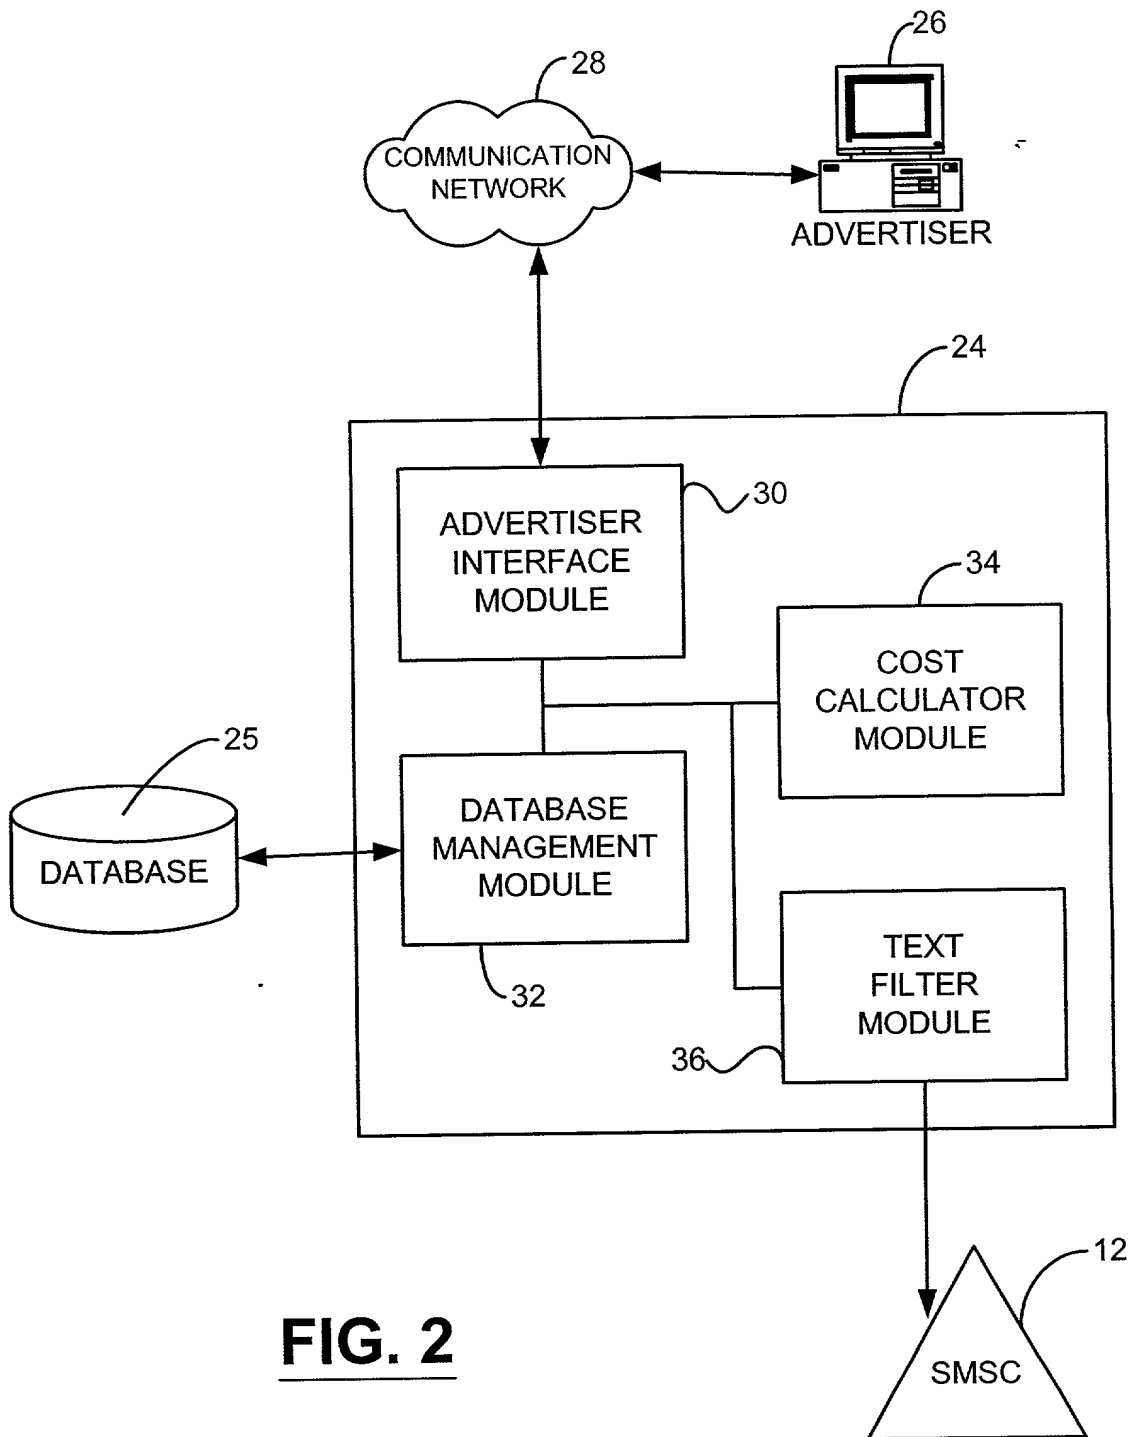 26
28
COMMUNICATION
NETWORK
ADVERTISER
24
30
ADVERTISER
INTERFACE
MODULE
34
COST
CALCULATOR
MODULE
25
DATABASE
DATABASE
MANAGEMENT
MODULE
32
TEXT
FILTER
MODULE
36
12
SMSC
FIG. 2